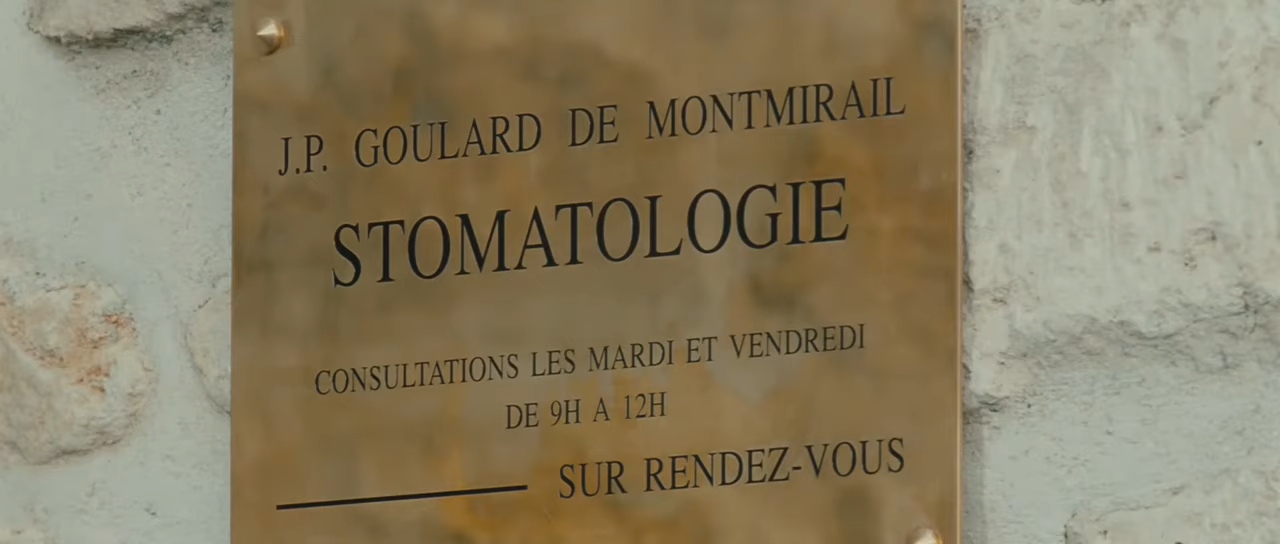 J.P. GOULARD DE MONTMIRAIL
STOMATOLOGIE
CONSULTATIONS LES MARDI ET VENDREDI
DE 9H A 12H
SUR RENDEZ-VOUS